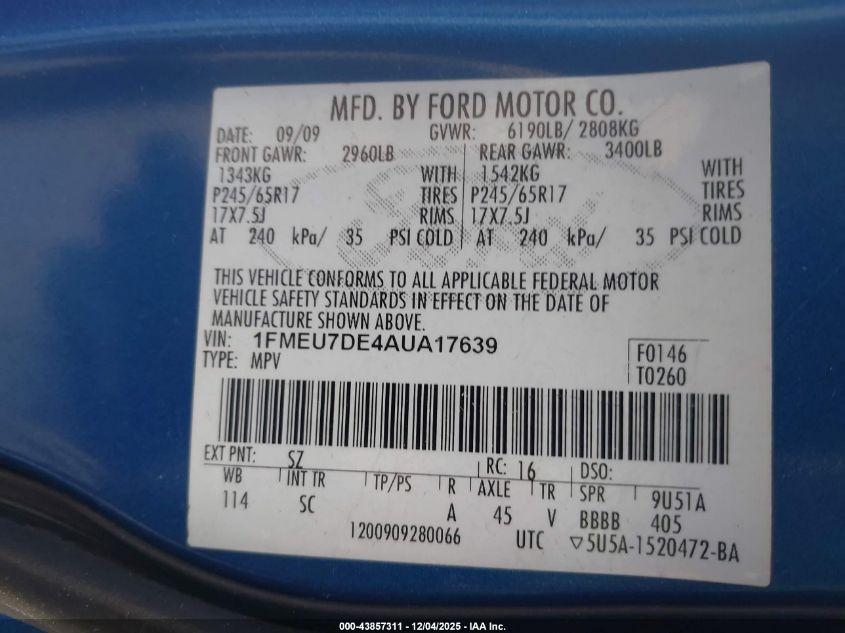 MFD. BY FORD MOTOR CO.
DATE: 09/09 GVWR: 6190LB/ 2808KG
FRONT GAWR: 2960LB REAR GAWR: 3400LB
1343KG WITH 1542KG WITH
P245/65R17 TIRES P245/65R17 TIRES
17X7.5J RIMS 17X7.5J RIMS
AT 240 kPa/ 35 PSI COLD AT 240 kPa/ 35 PSI COLD
THIS VEHICLE CONFORMS TO ALL APPLICABLE FEDERAL MOTOR
VEHICLE SAFETY STANDARDS IN EFFECT ON THE DATE OF
MANUFACTURE SHOWN ABOVE.
VIN: 1FMEU7DE4AUA17639
TYPE: MPV
F0146
T0260
EXT PNT: SZ RC: 16 DSO:
WB INT TR TP/PS R AXLE TR SPR 9U51A
114 SC A 45 V BBBB 405
1200909280066 UTC ▽5U5A-1520472-BA
000-43857311 - 12/04/2025 - IAA Inc.